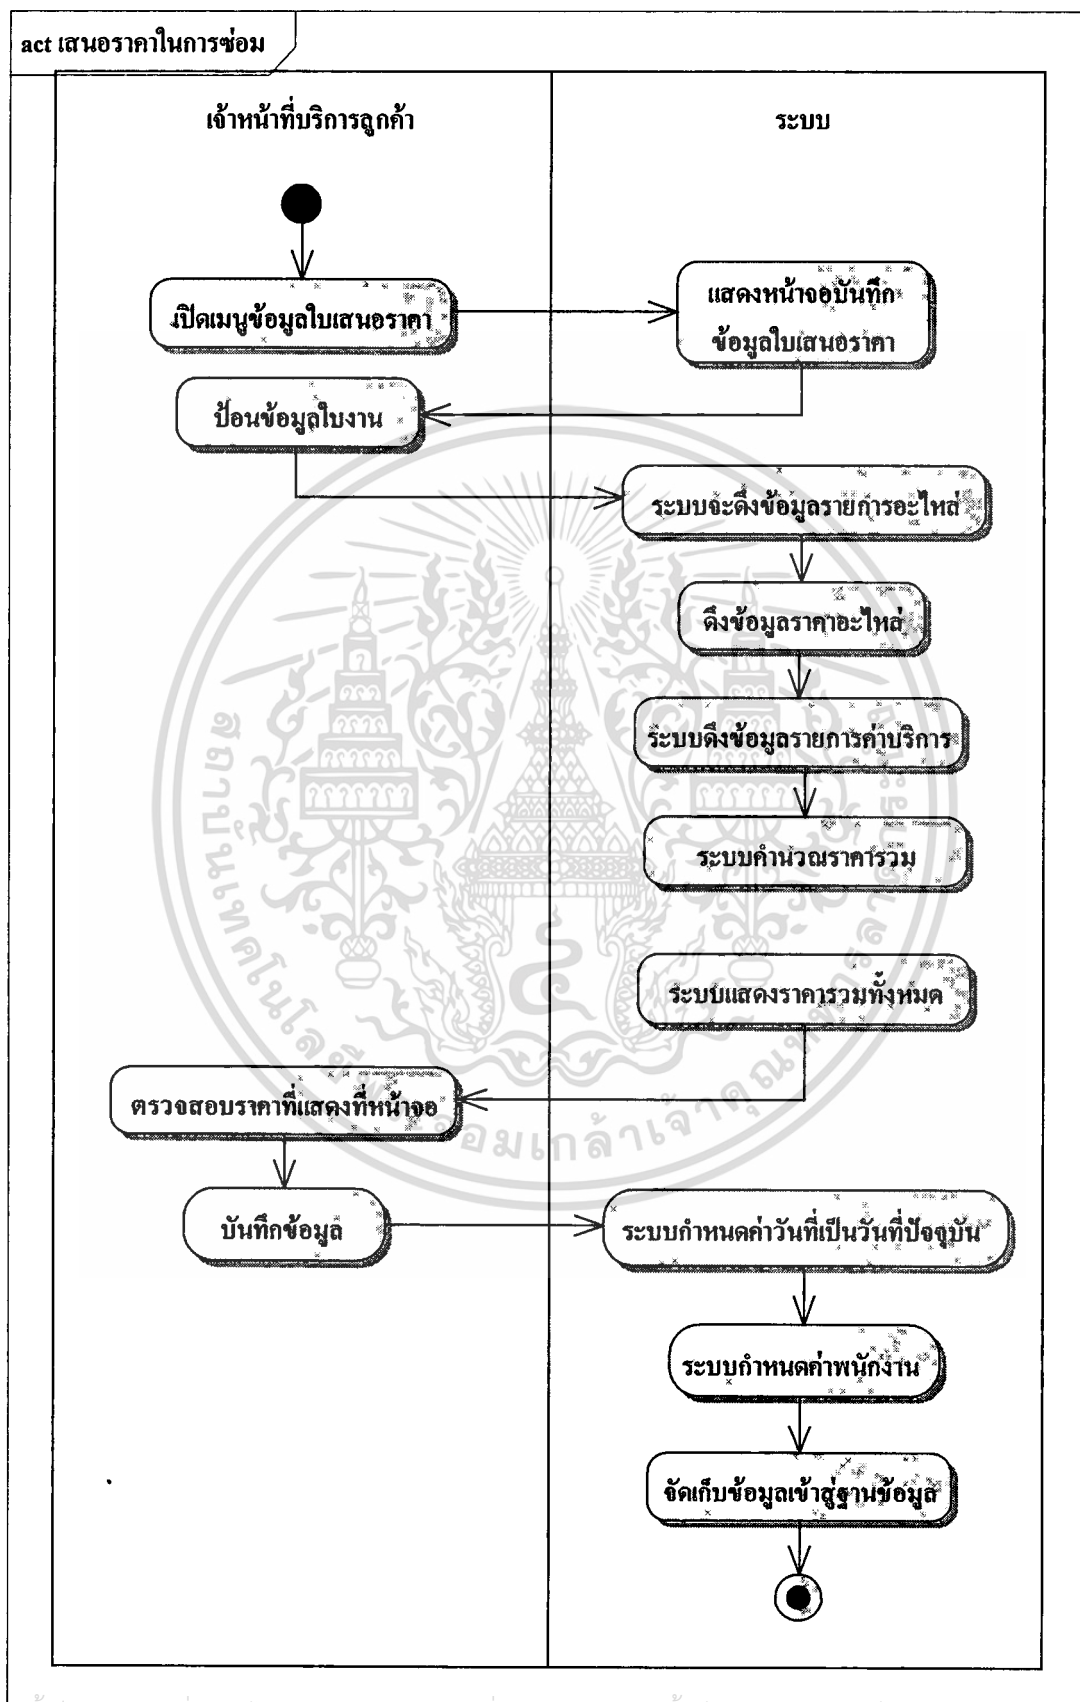 act เสนอราคาในการซ่อม
เจ้าหน้าที่บริการลูกค้า
ระบบ
เปิดเมนูข้อมูลใบเสนอราคา
แสดงหน้าจอบันทึก
ข้อมูลใบเสนอราคา
ป้อนข้อมูลใบงาน
ระบบจะดึงข้อมูลรายการอะไหล่
ดึงข้อมูลราคาอะไหล่
ระบบดึงข้อมูลรายการค่าบริการ
ระบบคำนวณราคารวม
ระบบแสดงราคารวมทั้งหมด
ตรวจสอบราคาที่แสดงที่หน้าจอ
บันทึกข้อมูล
ระบบกำหนดค่าวันที่เป็นวันที่ปัจจุบัน
ระบบกำหนดค่าพนักงาน
จัดเก็บข้อมูลเข้าสู่ฐานข้อมูล